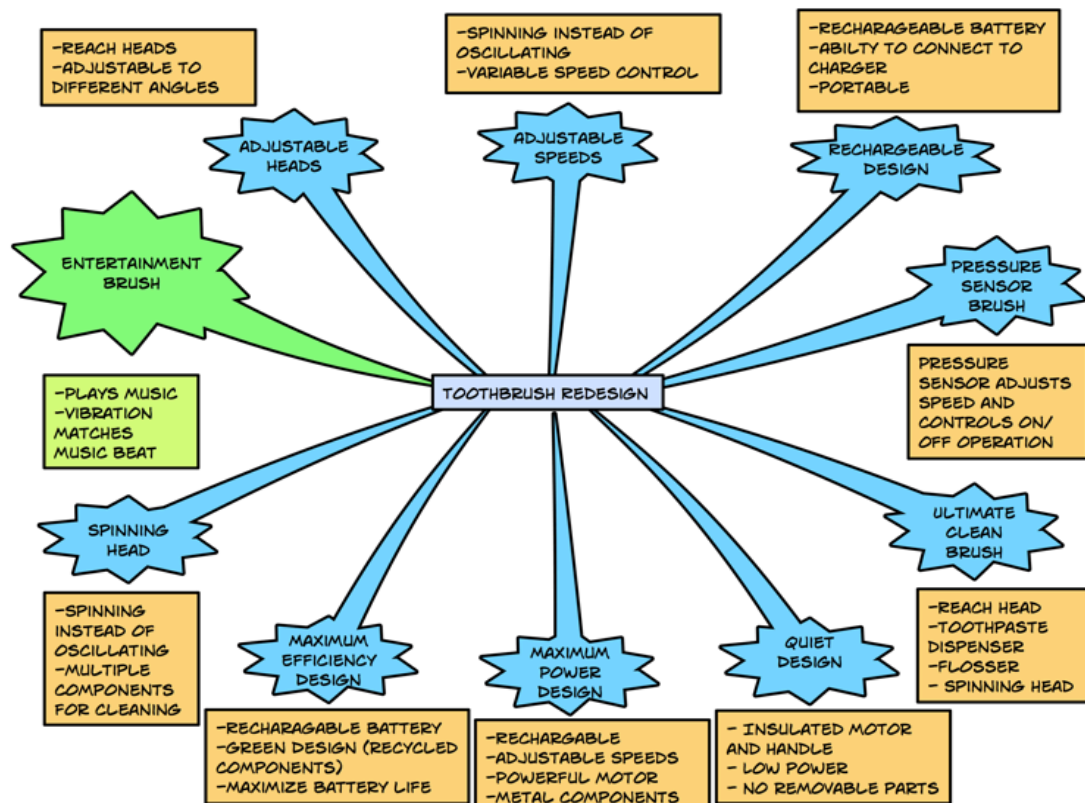 -REACH HEADS
-ADJUSTABLE TO
DIFFERENT ANGLES
-SPINNING INSTEAD OF
OSCILLATING
-VARIABLE SPEED CONTROL
-RECHARAGEABLE BATTERY
-ABILTY TO CONNECT TO
CHARGER
-PORTABLE
ADJUSTABLE
HEADS
ADJUSTABLE
SPEEDS
RECHARGEABLE
DESIGN
ENTERTAINMENT
BRUSH
PRESSURE
SENSOR
BRUSH
TOOTHBRUSH REDESIGN
-PLAYS MUSIC
-VIBRATION
MATCHES
MUSIC BEAT
PRESSURE
SENSOR ADJUSTS
SPEED AND
CONTROLS ON/
OFF OPERATION
SPINNING
HEAD
ULTIMATE
CLEAN
BRUSH
-SPINNING
INSTEAD OF
OSCILLATING
-MULTIPLE
COMPONENTS
FOR CLEANING
MAXIMUM
EFFICIENCY
DESIGN
MAXIMUM
POWER
DESIGN
QUIET
DESIGN
-REACH HEAD
-TOOTHPASTE
DISPENSER
-FLOSSER
- SPINNING HEAD
-RECHARAGABLE BATTERY
-GREEN DESIGN (RECYCLED
COMPONENTS)
-MAXIMIZE BATTERY LIFE
-RECHARGABLE
-ADJUSTABLE SPEEDS
-POWERFUL MOTOR
-METAL COMPONENTS
- INSULATED MOTOR
AND HANDLE
- LOW POWER
- NO REMOVABLE PARTS